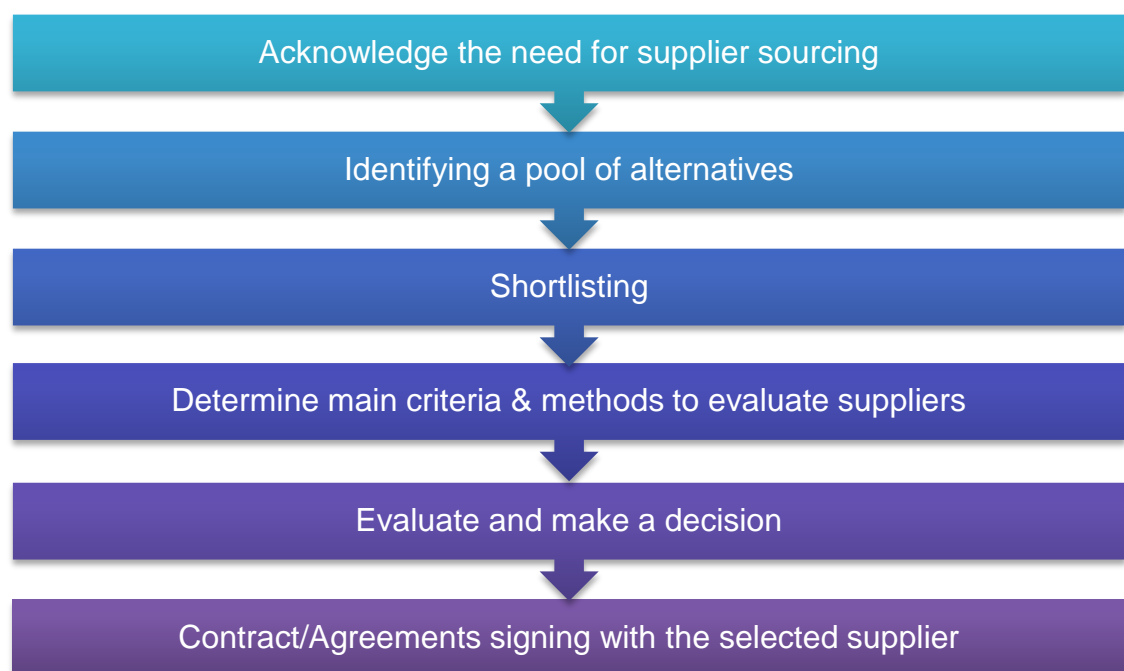 Acknowledge the need for supplier sourcing
Identifying a pool of alternatives
Shortlisting
Determine main criteria & methods to evaluate suppliers
Evaluate and make a decision
Contract/Agreements signing with the selected supplier